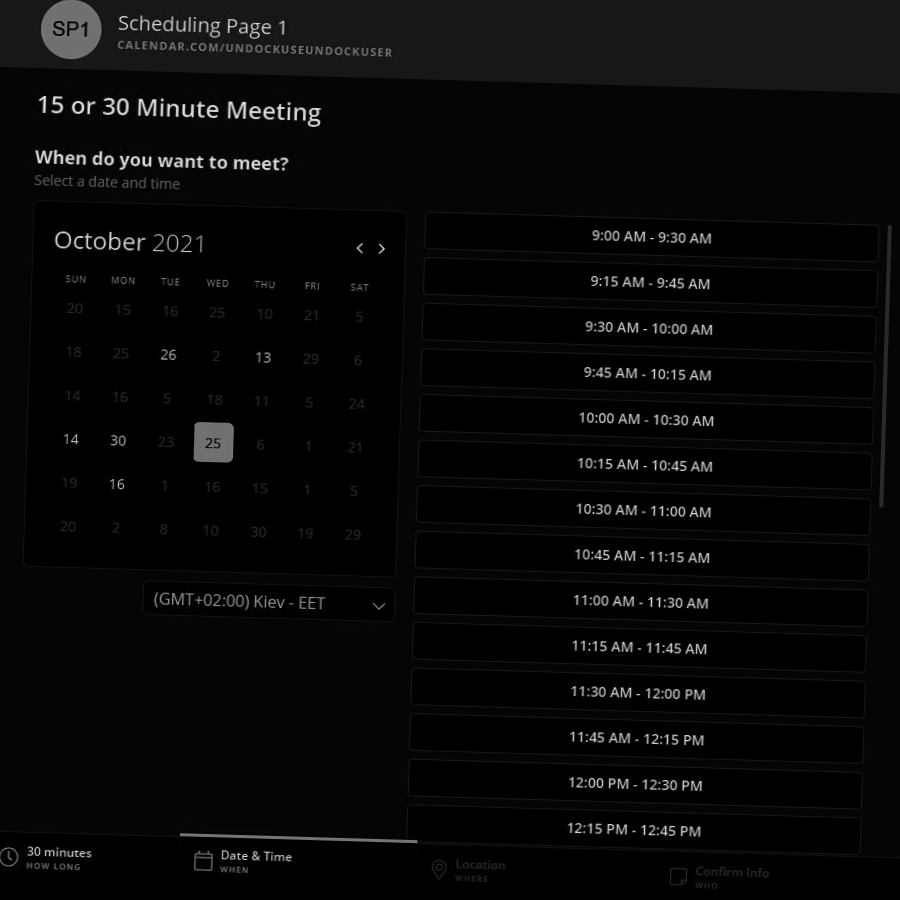 SP1
Scheduling Page 1
CALENDAR.COM/UNDOCKUSEUNDOCKUSER
15 or 30 Minute Meeting
When do you want to meet?
Select a date and time
October 2021
SUN MON TUE WED THU FRI SAT
20 15 16 25 10 21 5
18 25 26 2 13 29 6
14 16 5 18 11 5 24
14 30 23 25 6 1 21
19 16 1 16 15 1 5
20 2 8 10 30 19 29
(GMT+02:00) Kiev - EET
9:00 AM - 9:30 AM
9:15 AM - 9:45 AM
9:30 AM - 10:00 AM
9:45 AM - 10:15 AM
10:00 AM - 10:30 AM
10:15 AM - 10:45 AM
10:30 AM - 11:00 AM
10:45 AM - 11:15 AM
11:00 AM - 11:30 AM
11:15 AM - 11:45 AM
11:30 AM - 12:00 PM
11:45 AM - 12:15 PM
12:00 PM - 12:30 PM
12:15 PM - 12:45 PM
30 minutes
HOW LONG
Date & Time
WHEN
Location
WHERE
Confirm Info
WHO